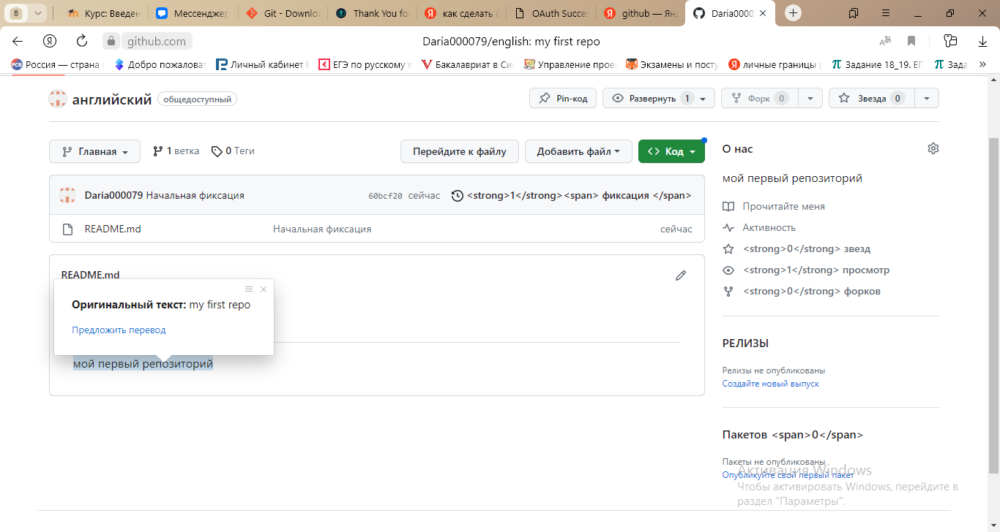 8
Курс: Введен
Мессенджер
Git - Downloa
Thank You fo
как сделать с
OAuth Succes
github — Янд
Daria00007
github.com
Daria000079/english: my first repo
Россия — страна
Добро пожаловат
Личный кабинет
ЕГЭ по русскому я
Бакалавриат в Си
Управление прое
Экзамены и посту
личные границы
Задание 18_19. ЕГ
Зада
английский
общедоступный
Pin-код
Развернуть 1
Форк 0
Звезда 0
Главная
1 ветка
0 Теги
Перейдите к файлу
Добавить файл
<> Код
Daria000079 Начальная фиксация
60bcf20 сейчас
<strong>1</strong><span> фиксация </span>
README.md
Начальная фиксация
сейчас
README.md
Оригинальный текст: my first repo
Предложить перевод
мой первый репозиторий
О нас
мой первый репозиторий
Прочитайте меня
Активность
<strong>0</strong> звезд
<strong>1</strong> просмотр
<strong>0</strong> форков
РЕЛИЗЫ
Релизы не опубликованы
Создайте новый выпуск
Пакетов <span>0</span>
Пакеты не опубликованы
Опубликуйте свой первый пакет
Активация Windows
Чтобы активировать Windows, перейдите в
раздел "Параметры".